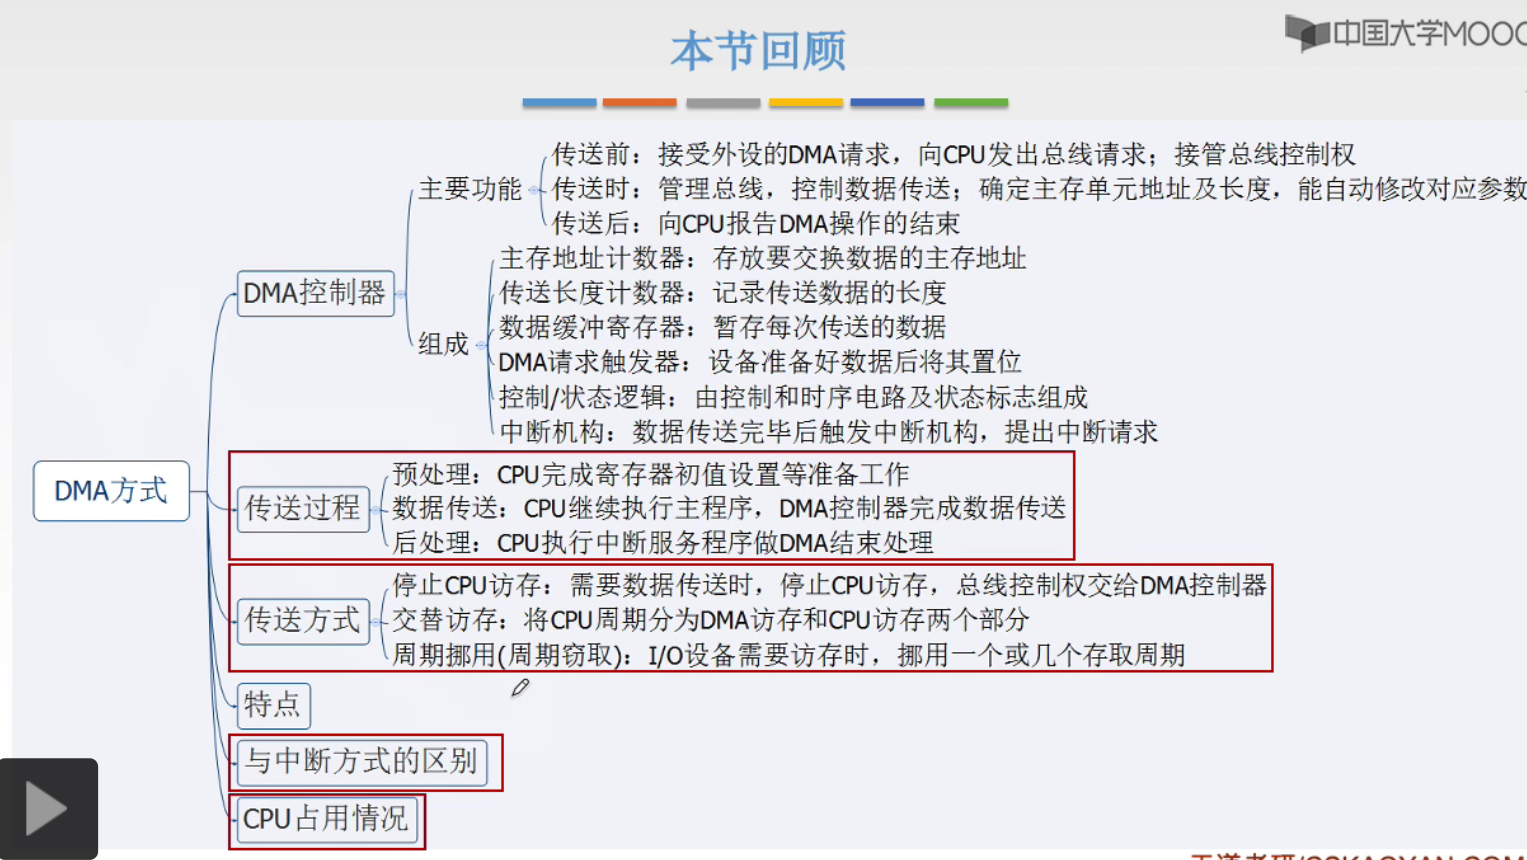 本节回顾
中国大学MOOC
传送前：接受外设的DMA请求，向CPU发出总线请求；接管总线控制权
主要功能
传送时：管理总线，控制数据传送；确定主存单元地址及长度，能自动修改对应参数
传送后：向CPU报告DMA操作的结束
DMA控制器
主存地址计数器：存放要交换数据的主存地址
传送长度计数器：记录传送数据的长度
数据缓冲寄存器：暂存每次传送的数据
组成
DMA请求触发器：设备准备好数据后将其置位
控制/状态逻辑：由控制和时序电路及状态标志组成
中断机构：数据传送完毕后触发中断机构，提出中断请求
DMA方式
传送过程
预处理：CPU完成寄存器初值设置等准备工作
数据传送：CPU继续执行主程序，DMA控制器完成数据传送
后处理：CPU执行中断服务程序做DMA结束处理
传送方式
停止CPU访存：需要数据传送时，停止CPU访存，总线控制权交给DMA控制器
交替访存：将CPU周期分为DMA访存和CPU访存两个部分
周期挪用(周期窃取)：I/O设备需要访存时，挪用一个或几个存取周期
特点
与中断方式的区别
CPU占用情况